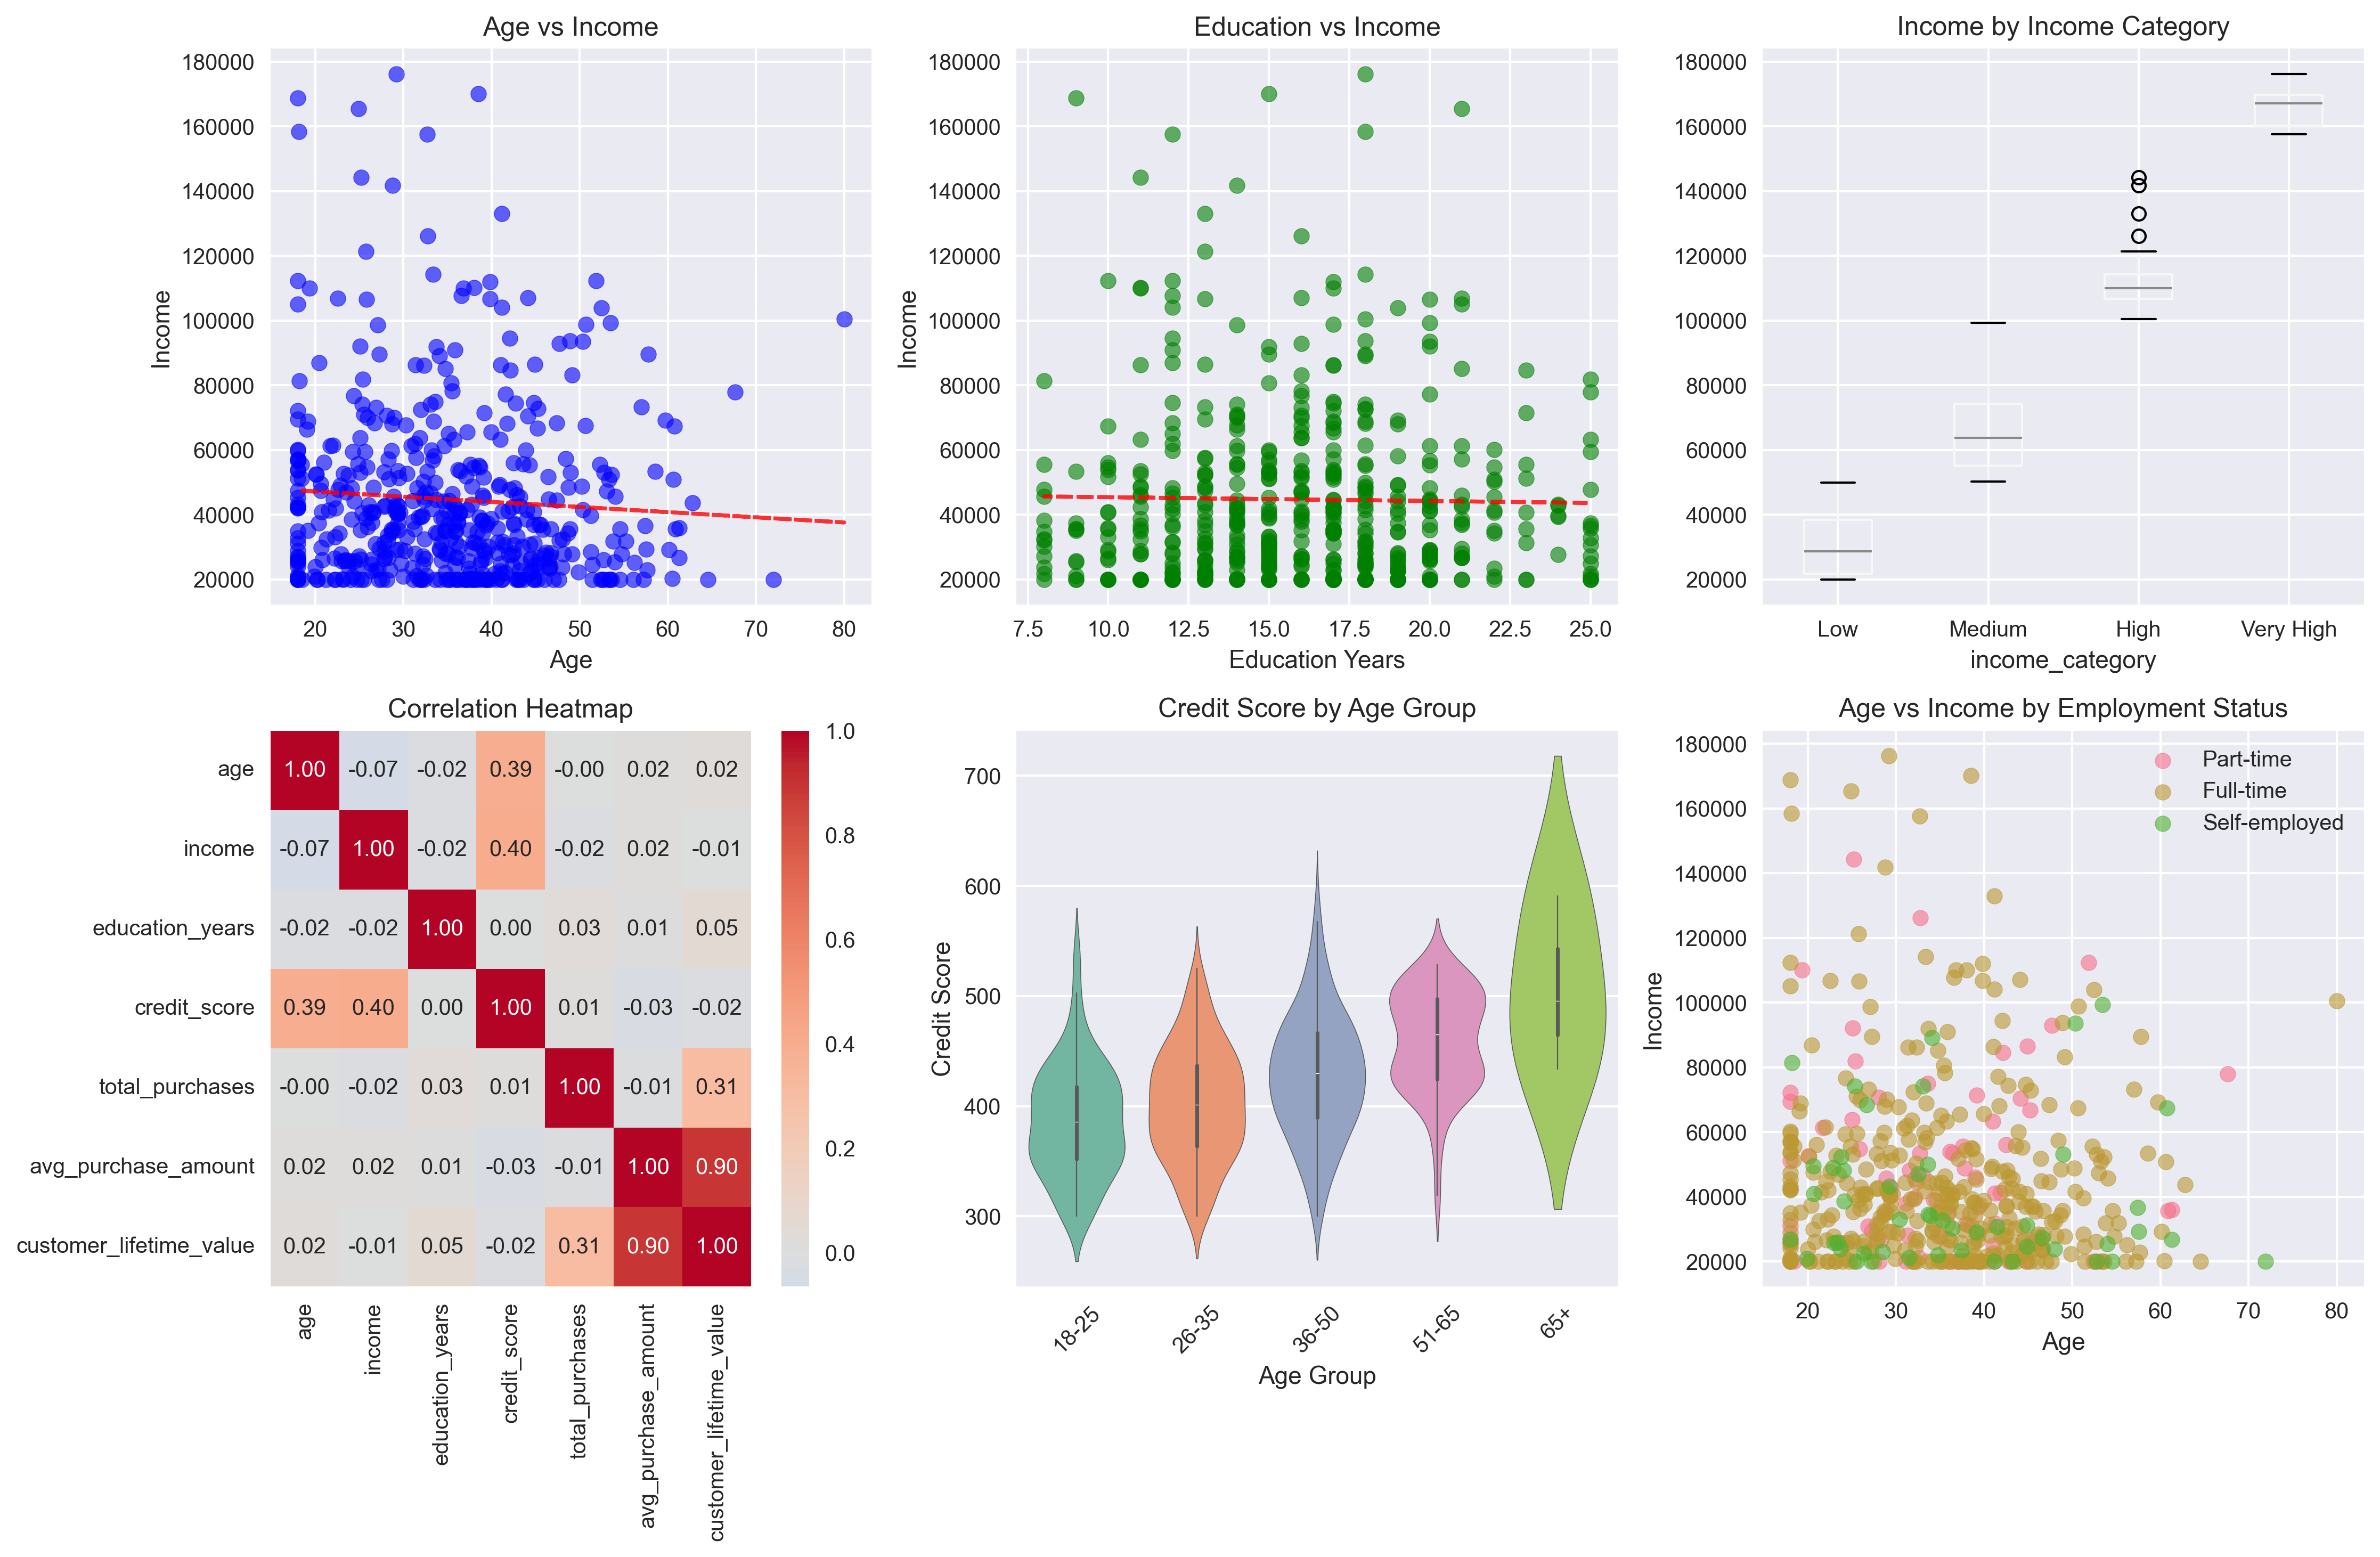 Age vs Income
180000
160000
140000
120000
100000
80000
60000
40000
20000
Income
20 30 40 50 60 70 80
Age
Education vs Income
180000
160000
140000
120000
100000
80000
60000
40000
20000
Income
7.5 10.0 12.5 15.0 17.5 20.0 22.5 25.0
Education Years
Income by Income Category
180000
160000
140000
120000
100000
80000
60000
40000
20000
Low Medium High Very High
income_category
Correlation Heatmap
age 1.00 -0.07 -0.02 0.39 -0.00 0.02 0.02
income -0.07 1.00 -0.02 0.40 -0.02 0.02 -0.01
education_years -0.02 -0.02 1.00 0.00 0.03 0.01 0.05
credit_score 0.39 0.40 0.00 1.00 0.01 -0.03 -0.02
total_purchases -0.00 -0.02 0.03 0.01 1.00 -0.01 0.31
avg_purchase_amount 0.02 0.02 0.01 -0.03 -0.01 1.00 0.90
customer_lifetime_value 0.02 -0.01 0.05 -0.02 0.31 0.90 1.00
age
income
education_years
credit_score
total_purchases
avg_purchase_amount
customer_lifetime_value
1.0
0.8
0.6
0.4
0.2
0.0
Credit Score by Age Group
700
600
500
400
300
Credit Score
18-25 26-35 36-50 51-65 65+
Age Group
Age vs Income by Employment Status
Part-time
Full-time
Self-employed
180000
160000
140000
120000
100000
80000
60000
40000
20000
Income
20 30 40 50 60 70 80
Age